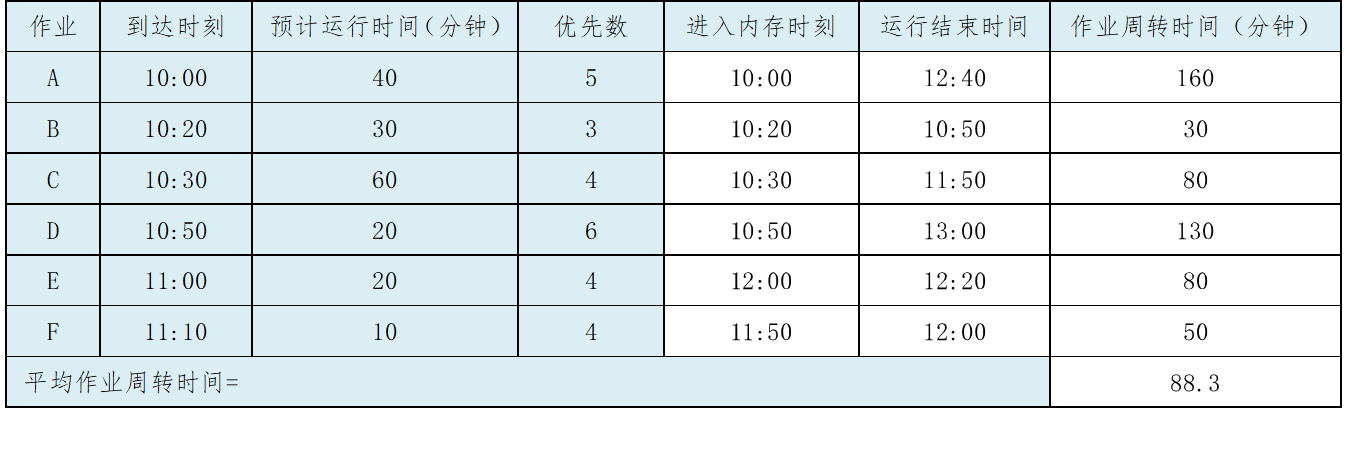 作业 到达时刻 预计运行时间(分钟) 优先数 进入内存时刻 运行结束时间 作业周转时间（分钟）
A 10:00 40 5 10:00 12:40 160
B 10:20 30 3 10:20 10:50 30
C 10:30 60 4 10:30 11:50 80
D 10:50 20 6 10:50 13:00 130
E 11:00 20 4 12:00 12:20 80
F 11:10 10 4 11:50 12:00 50
平均作业周转时间= 88.3